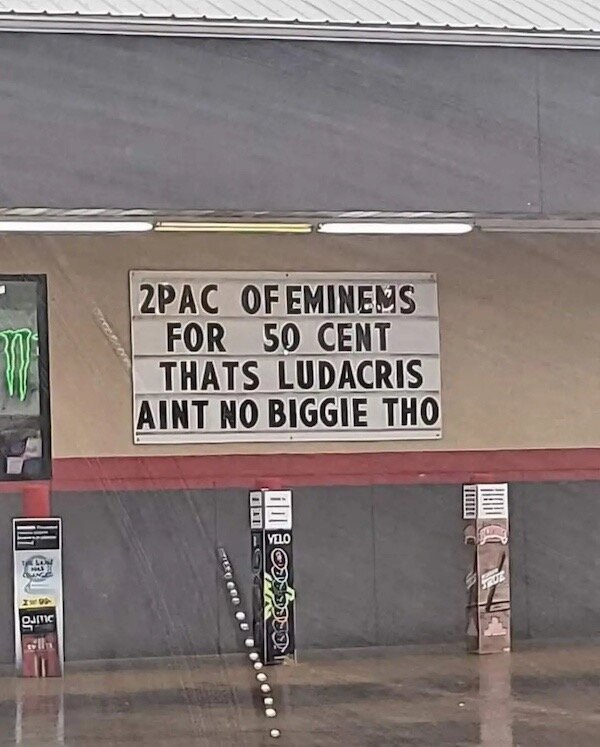 2PAC OF EMINEMS
FOR 50 CENT
THATS LUDACRIS
AINT NO BIGGIE THO
VELO